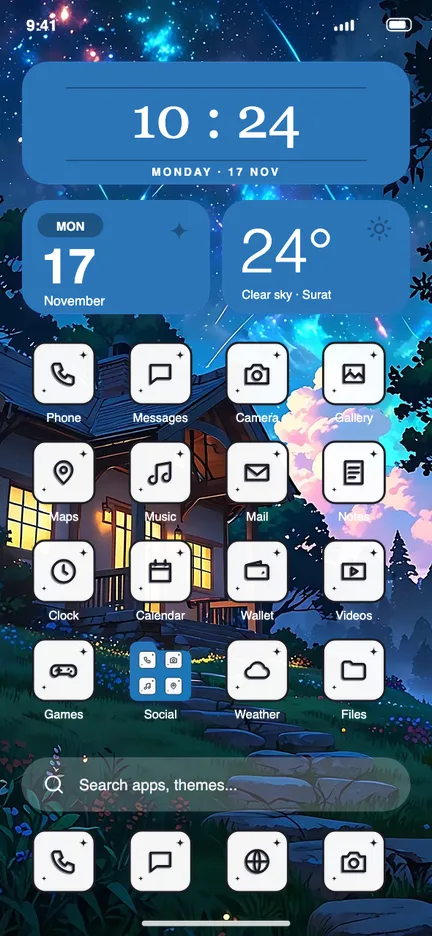 9:41
10 : 24
MONDAY · 17 NOV
MON
17
November
24°
Clear sky · Surat
Phone Messages Camera Gallery
Maps Music Mail Notes
Clock Calendar Wallet Videos
Games Social Weather Files
Search apps, themes...